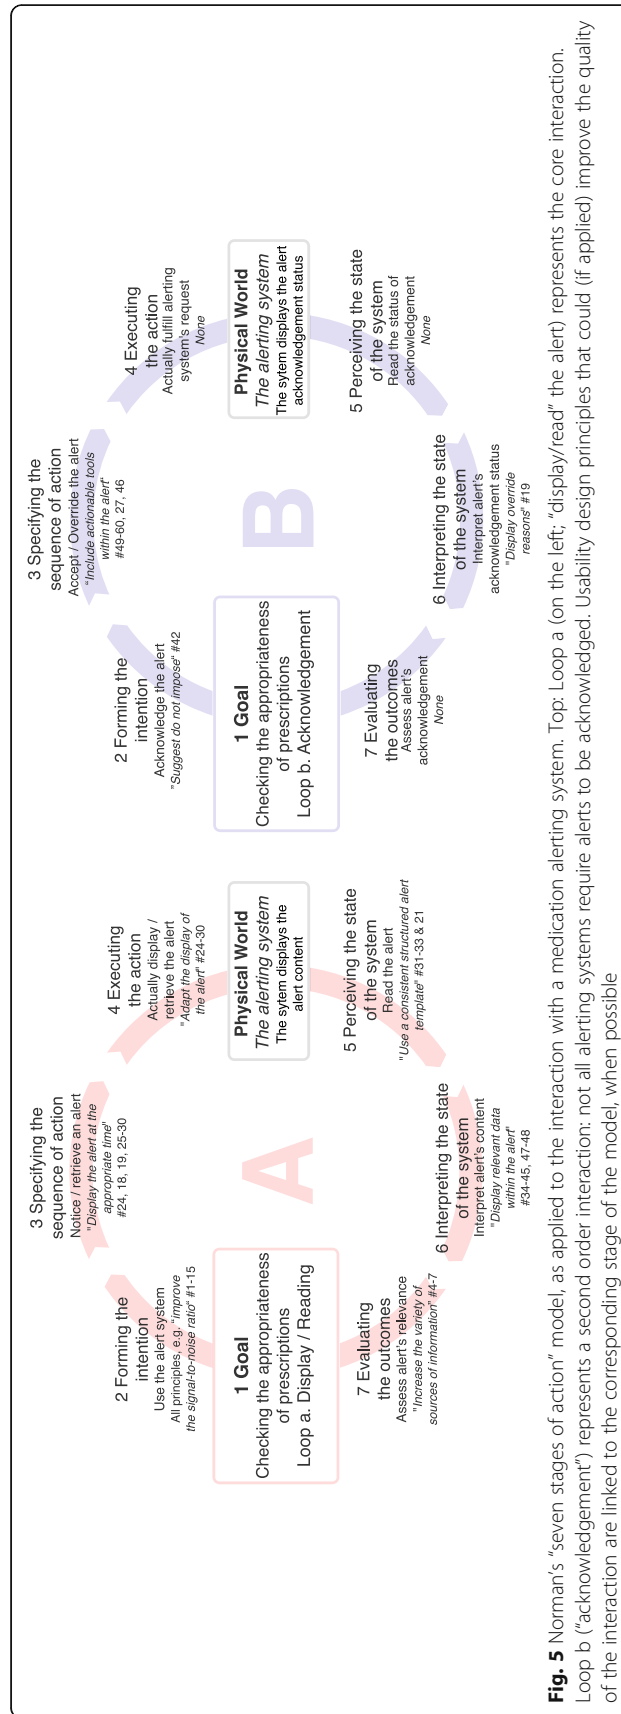 3 Specifying the
sequence of action
Notice / retrieve an alert
"Display the alert at the
appropriate time"
#24, 18, 19, 25-30
2 Forming the
intention
Use the alert system
All principles, e.g. "improve
the signal-to-noise ratio" #1-15
4 Executing
the action
Actually display /
retrieve the alert
"Adapt the display of
the alert" #24-30
1 Goal
Checking the appropriateness
of prescriptions
Loop a. Display / Reading
A
Physical World
The alerting system
The sytem displays the
alert content
7 Evaluating
the outcomes
Assess alert's relevance
"Increase the variety of
sources of information" #4-7
5 Perceiving the state
of the system
Read the alert
"Use a consistent structured alert
template" #31-33 & 21
6 Interpreting the state
of the system
Interpret alert's content
"Display relevant data
within the alert"
#34-45, 47-48
3 Specifying the
sequence of action
Accept / Override the alert
"Include actionable tools
within the alert"
#49-60, 27, 46
2 Forming the
intention
Acknowledge the alert
"Suggest do not impose" #42
4 Executing
the action
Actually fulfill alerting
system's request
None
1 Goal
Checking the appropriateness
of prescriptions
Loop b. Acknowledgement
B
Physical World
The alerting system
The sytem displays the alert
acknowledgement status
7 Evaluating
the outcomes
Assess alert's
acknowledgement
None
5 Perceiving the state
of the system
Read the status of
acknowledgement
None
6 Interpreting the state
of the system
Interpret alert's
acknowledgement status
"Display override
reasons" #19
Fig. 5 Norman's "seven stages of action" model, as applied to the interaction with a medication alerting system. Top: Loop a (on the left; "display/read" the alert) represents the core interaction.
Loop b ("acknowledgement") represents a second order interaction: not all alerting systems require alerts to be acknowledged. Usability design principles that could (if applied) improve the quality
of the interaction are linked to the corresponding stage of the model, when possible